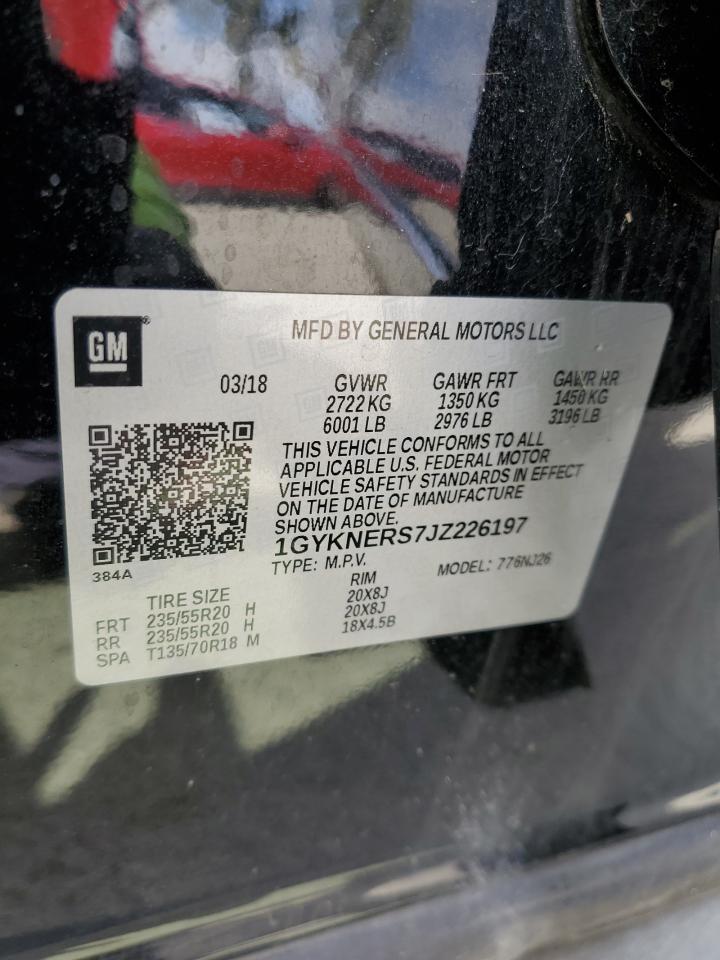 GM
MFD BY GENERAL MOTORS LLC
03/18 GVWR GAWR FRT GAWR RR
2722 KG 1350 KG 1450 KG
6001 LB 2976 LB 3196 LB
THIS VEHICLE CONFORMS TO ALL
APPLICABLE U.S. FEDERAL MOTOR
VEHICLE SAFETY STANDARDS IN EFFECT
ON THE DATE OF MANUFACTURE
SHOWN ABOVE.
1GYKNERS7JZ226197
384A
TYPE: M.P.V. MODEL: 776NJ26
TIRE SIZE RIM
FRT 235/55R20 H 20X8J
RR 235/55R20 H 20X8J
SPA T135/70R18 M 18X4.5B